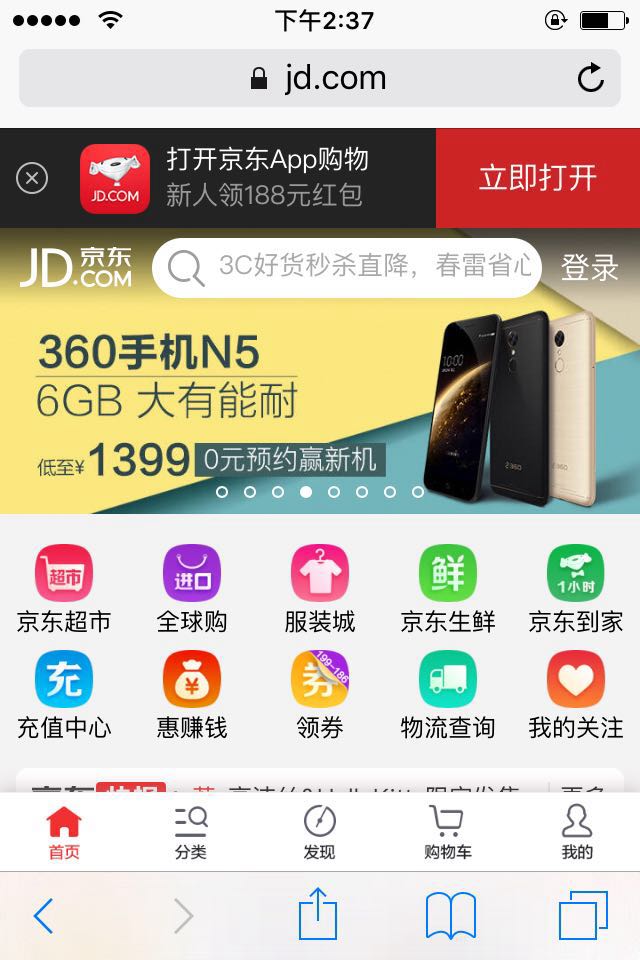 下午2:37
jd.com
打开京东App购物
新人领188元红包
立即打开
JD.COM
JD京东.COM
3C好货秒杀直降，春雷省心
登录
360手机N5
6GB 大有能耐
低至¥1399 0元预约赢新机
10:00
360
超市
进口
鲜
1小时
京东超市 全球购 服装城 京东生鲜 京东到家
充
¥
券
199-186
充值中心 惠赚钱 领券 物流查询 我的关注
首页 分类 发现 购物车 我的